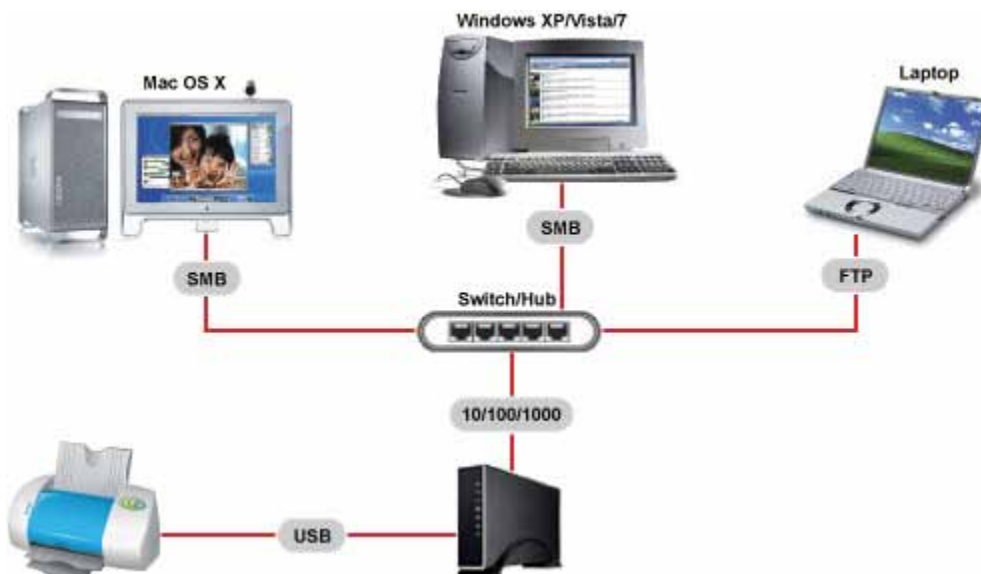 Windows XP/Vista/7
Mac OS X
Laptop
SMB
SMB
FTP
Switch/Hub
10/100/1000
USB